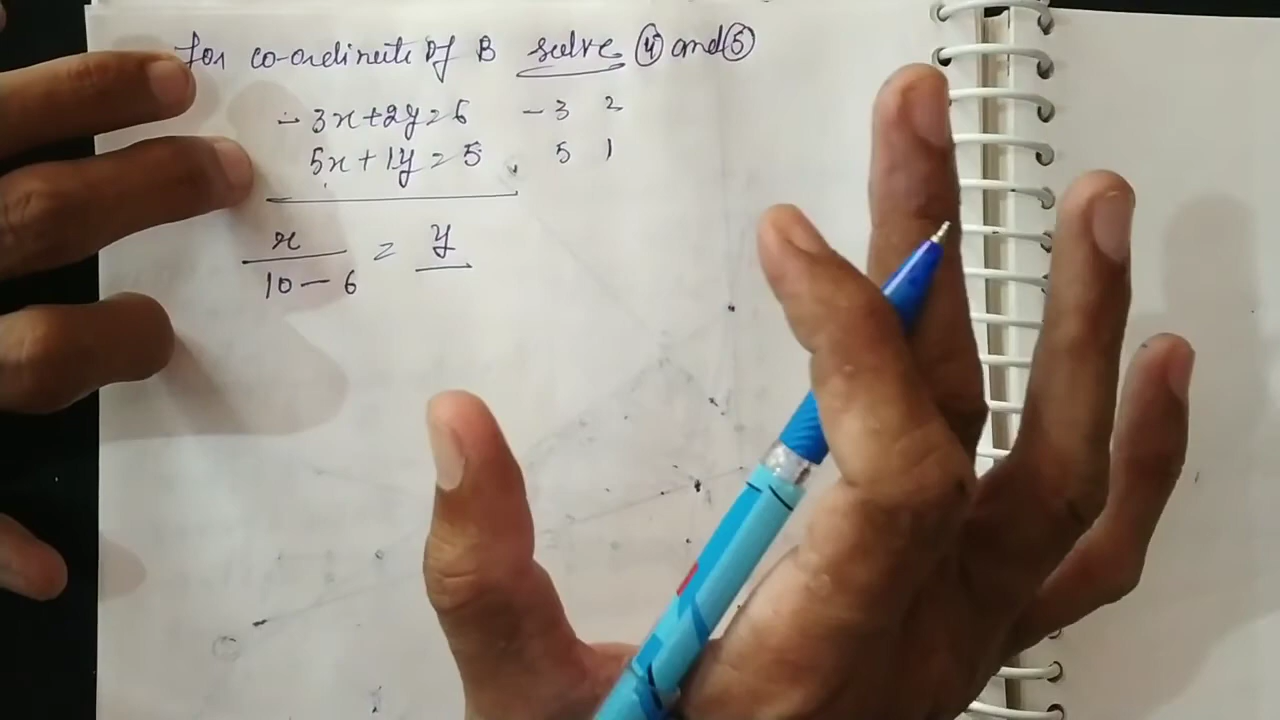 for co-ordinate of B solve ④ and ⑤
- 3x+2y=6 -3 2
5x+1y=5 5 1
x/10-6 = y